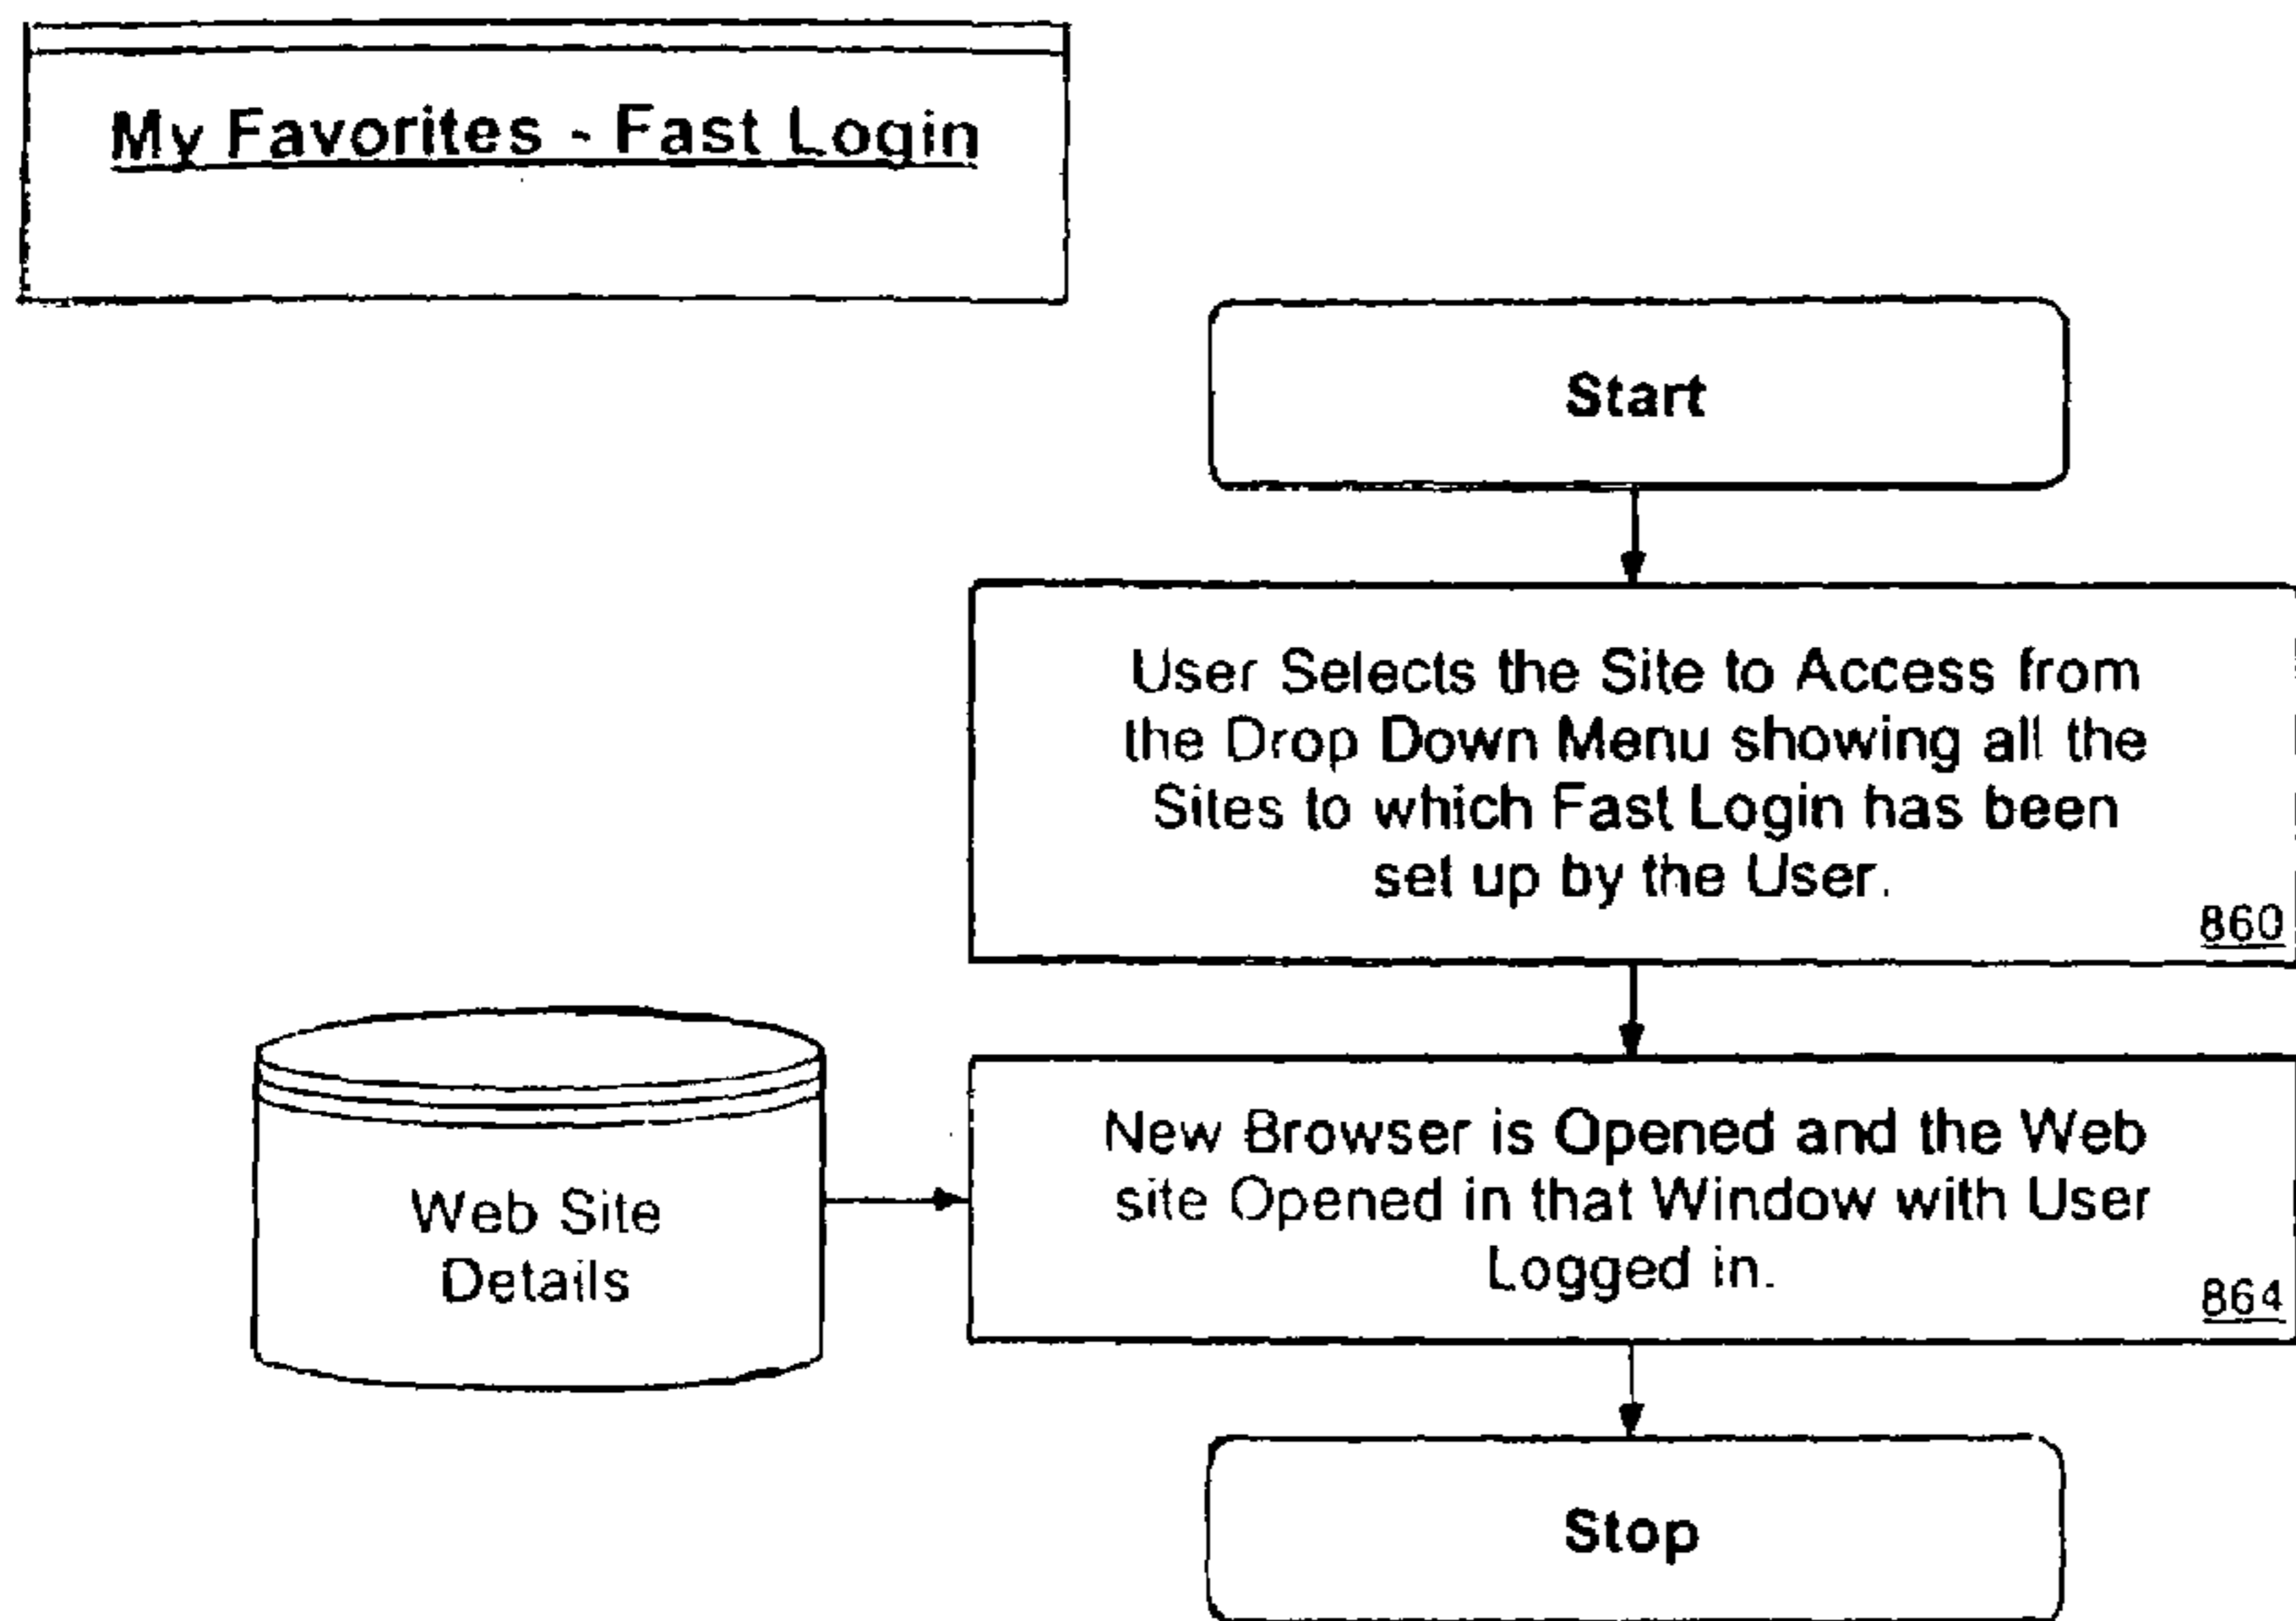 My Favorites - Fast Login
Start
User Selects the Site to Access from
the Drop Down Menu showing all the
Sites to which Fast Login has been
set up by the User.
860
Web Site
Details
New Browser is Opened and the Web
site Opened in that Window with User
Logged in.
864
Stop